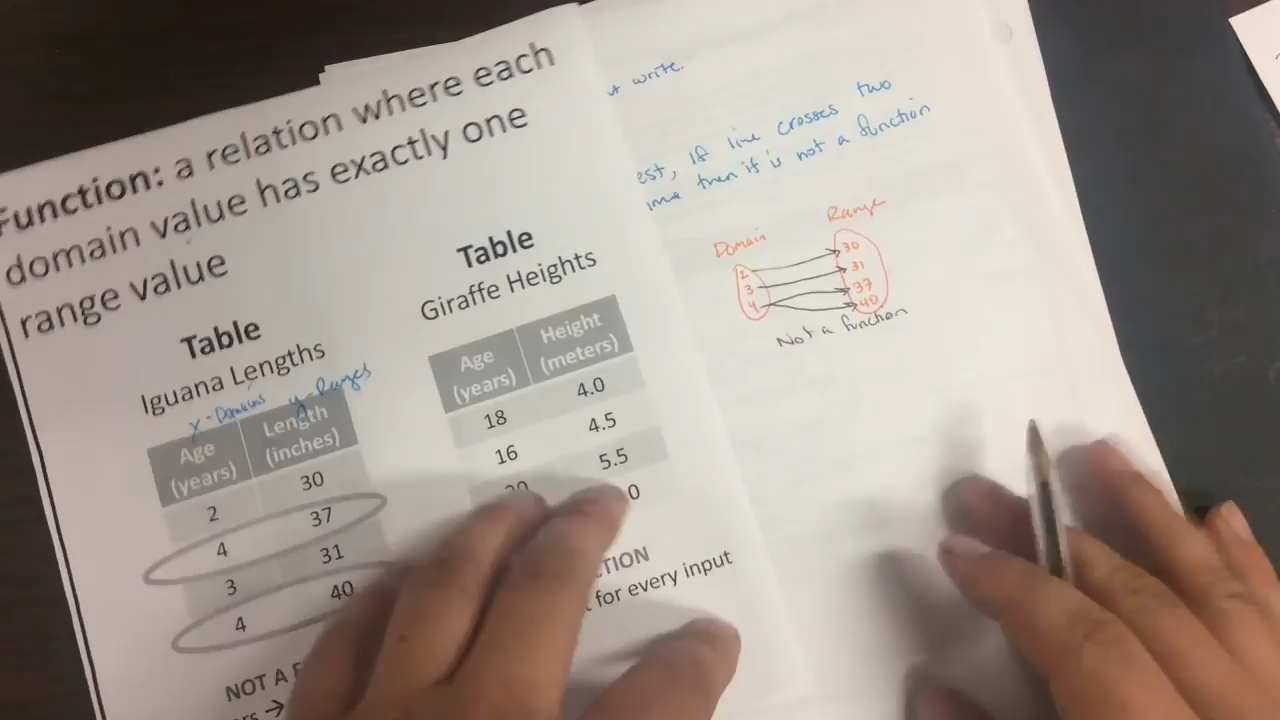 Function: a relation where each
domain value has exactly one
range value
Table
Iguana Lengths
x-Domains y-Ranges
Age
(years)
Length
(inches)
2 30
4 37
3 31
4 40
NOT A
Table
Giraffe Heights
Age
(years)
Height
(meters)
18 4.0
16 4.5
20 5.5
0
for every input
write.
if line crosses two
then it is not a function
Domain Range
2
3
4
30
31
37
40
Not a function